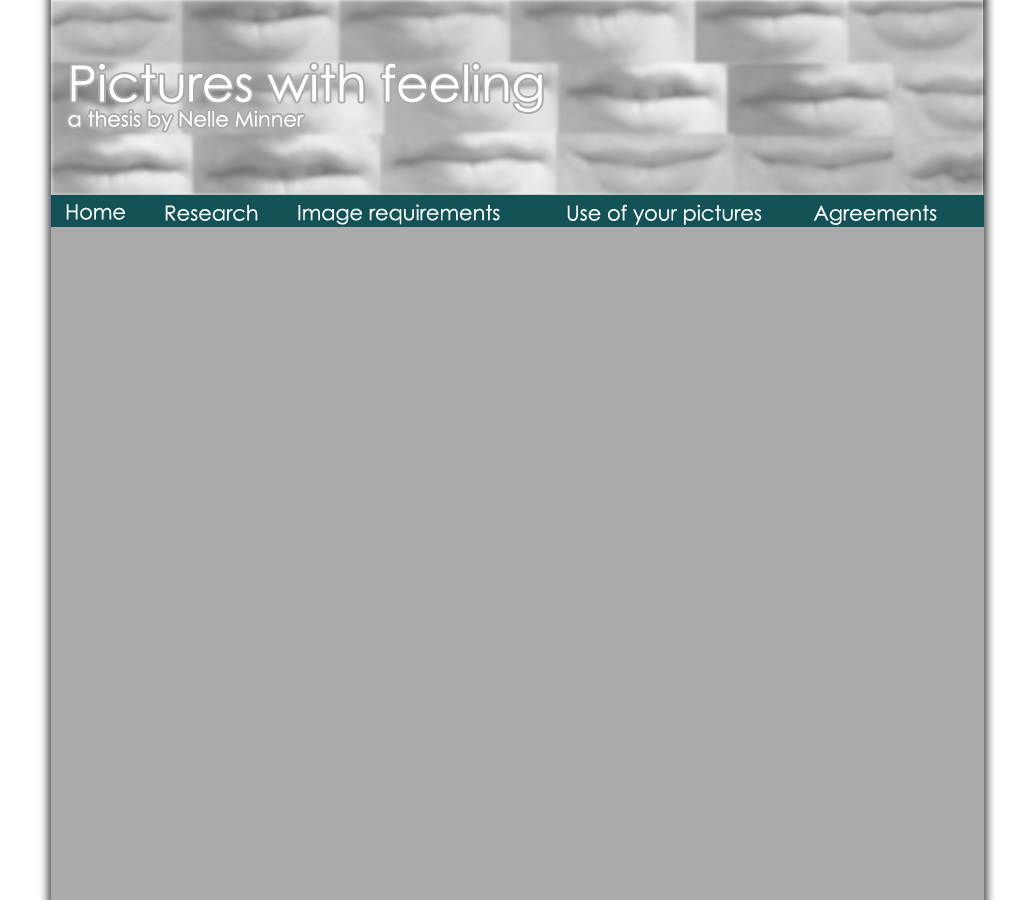 Pictures with feeling
a thesis by Nelle Minner
Home Research Image requirements Use of your pictures Agreements